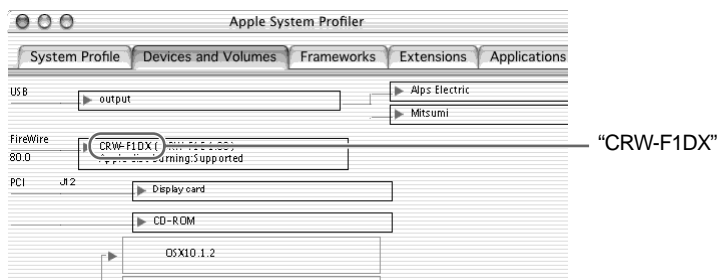 Apple System Profiler
System Profile Devices and Volumes Frameworks Extensions Applications
USB
output
Alps Electric
Mitsumi
FireWire
80.0
CRW-F1DX (
Burning:Supported
“CRW-F1DX”
PCI J12
Display card
CD-ROM
OSX10.1.2